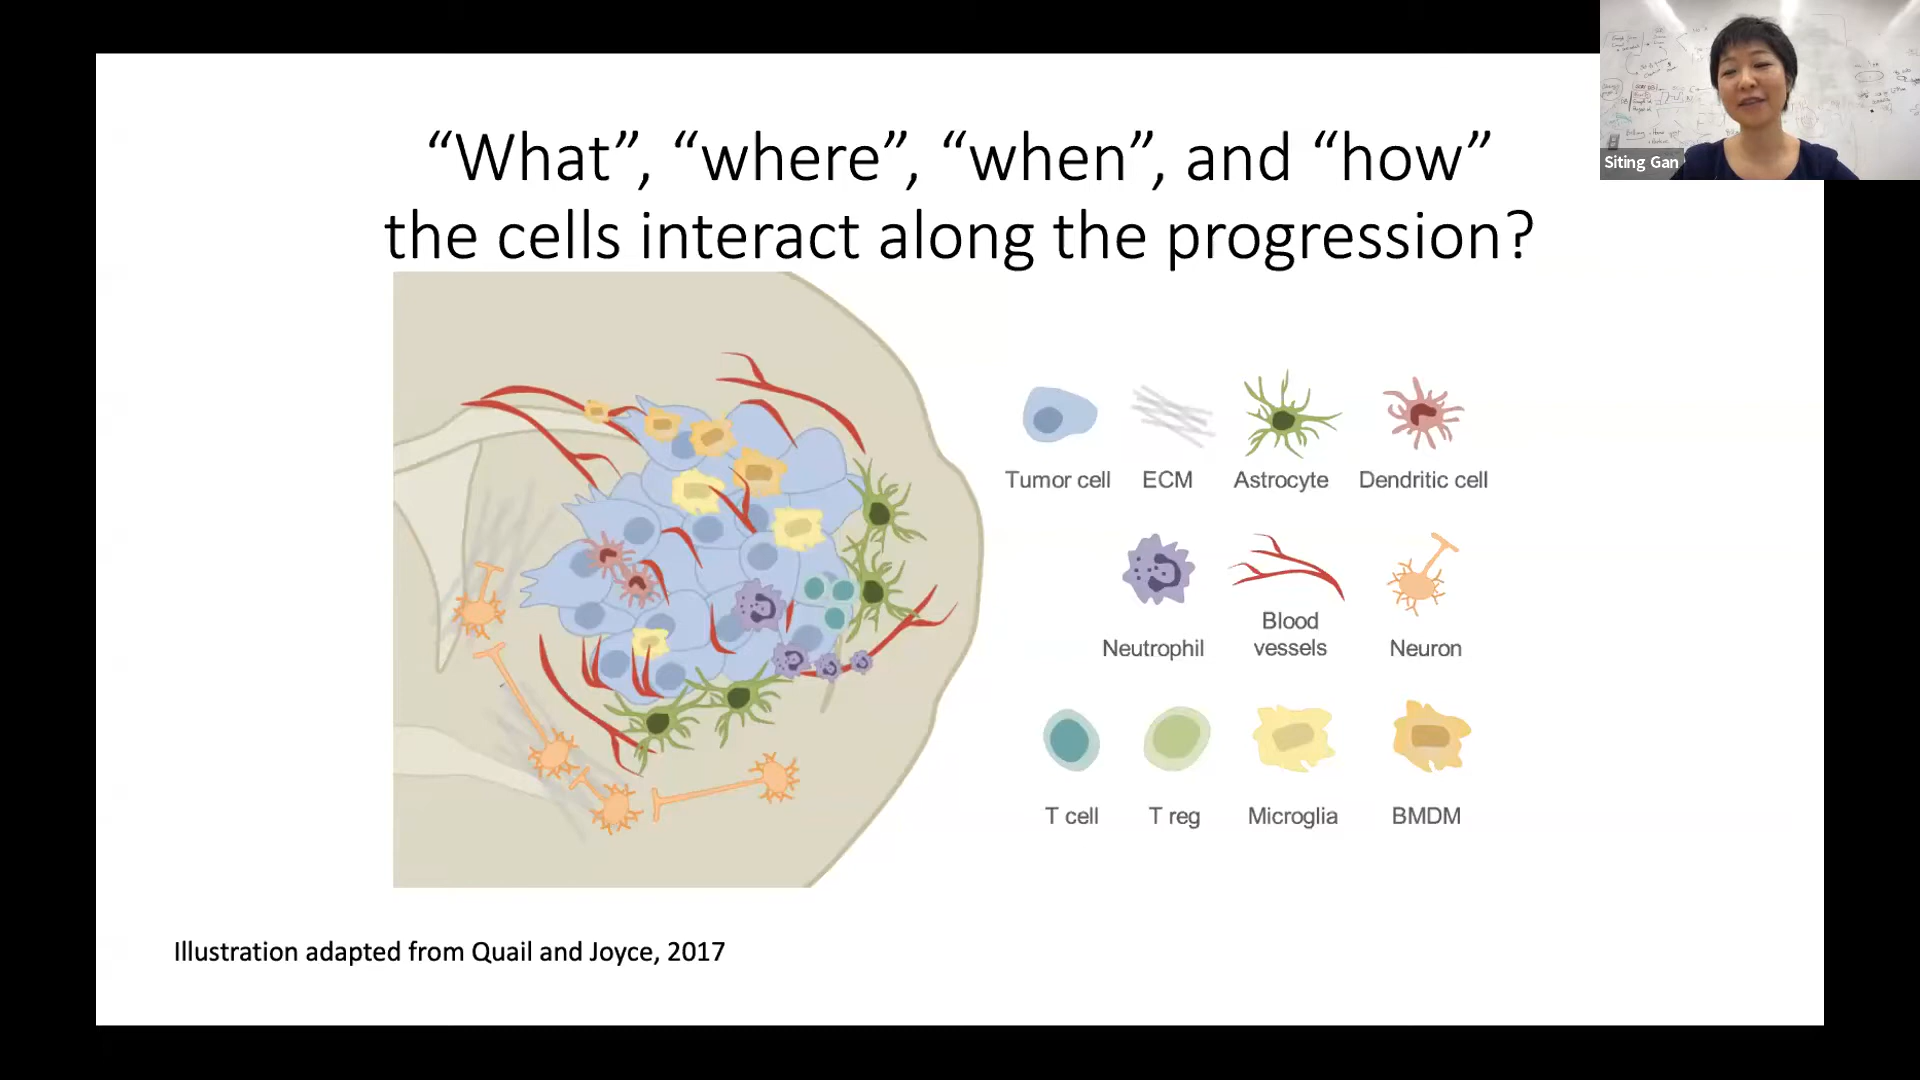 “What”, “where”, “when”, and “how”
the cells interact along the progression?
Siting Gan
Tumor cell
ECM
Astrocyte
Dendritic cell
Neutrophil
Blood
vessels
Neuron
T cell
T reg
Microglia
BMDM
Illustration adapted from Quail and Joyce, 2017